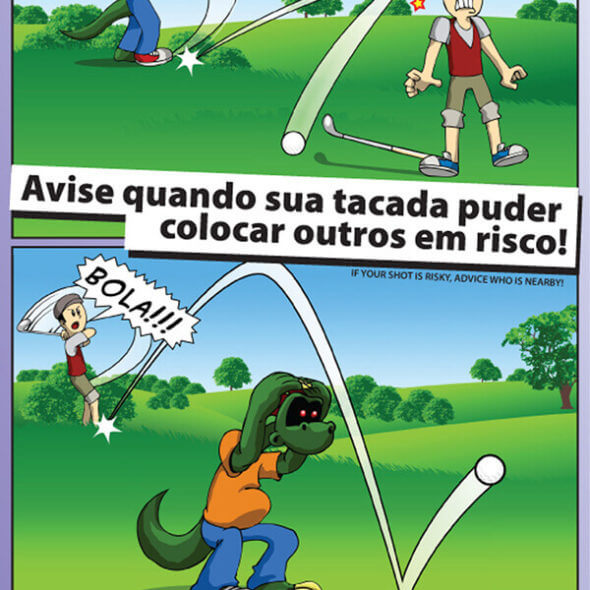 Avise quando sua tacada puder
colocar outros em risco!
IF YOUR SHOT IS RISKY, ADVICE WHO IS NEARBY!
BOLA!!!